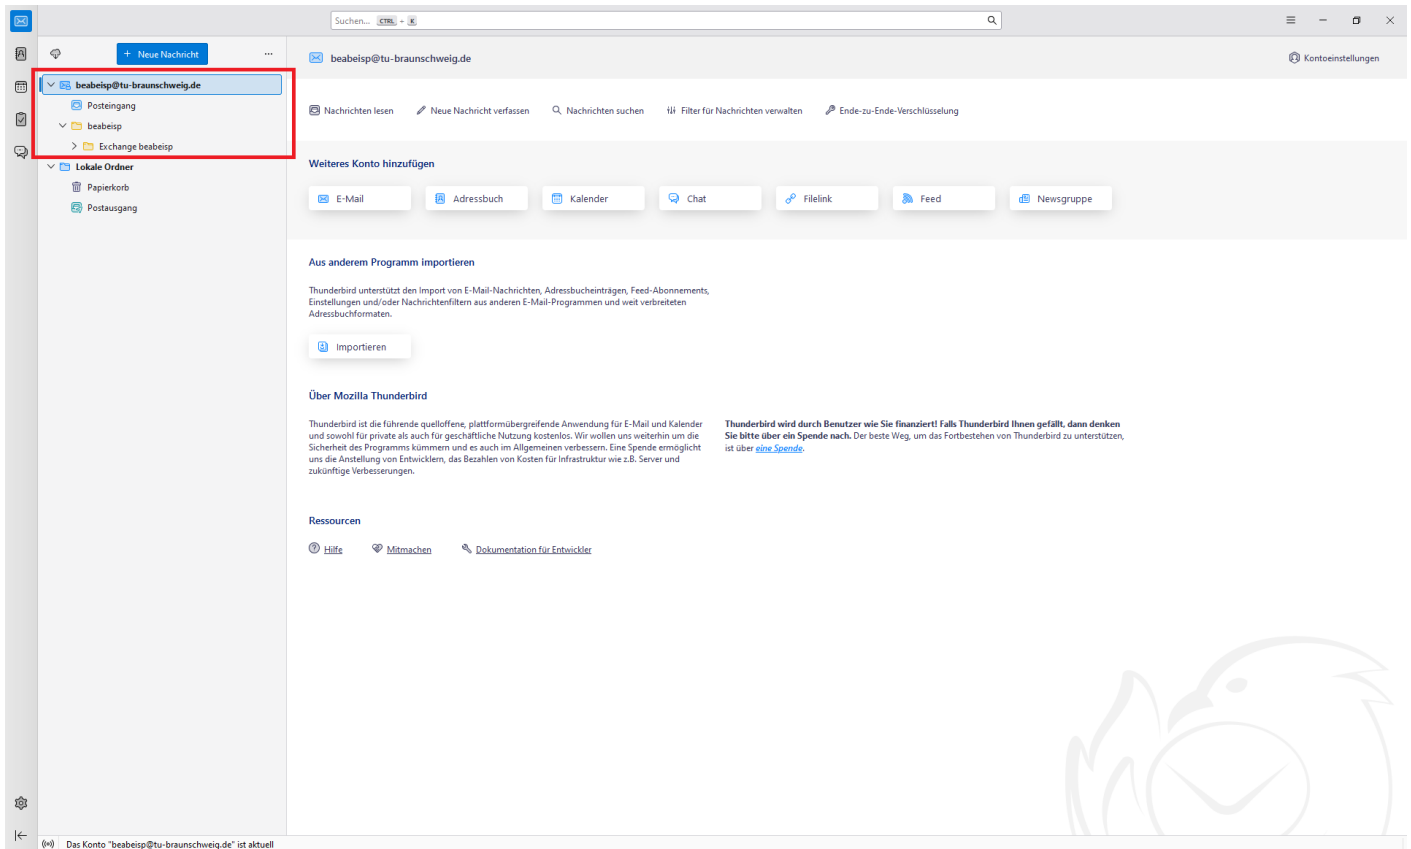 Suchen... CTRL + K
+ Neue Nachricht ...
beabeisp@tu-braunschweig.de
Posteingang
beabeisp
Exchange beabeisp
Lokale Ordner
Papierkorb
Postausgang
beabeisp@tu-braunschweig.de
Kontoeinstellungen
Nachrichten lesen Neue Nachricht verfassen Nachrichten suchen Filter für Nachrichten verwalten Ende-zu-Ende-Verschlüsselung
Weiteres Konto hinzufügen
E-Mail Adressbuch Kalender Chat Filelink Feed Newsgruppe
Aus anderem Programm importieren
Thunderbird unterstützt den Import von E-Mail-Nachrichten, Adressbucheinträgen, Feed-Abonnements,
Einstellungen und/oder Nachrichtenfiltern aus anderen E-Mail-Programmen und weit verbreiteten
Adressbuchformaten.
Importieren
Über Mozilla Thunderbird
Thunderbird ist die führende quelloffene, plattformübergreifende Anwendung für E-Mail und Kalender
und sowohl für private als auch für geschäftliche Nutzung kostenlos. Wir wollen uns weiterhin um die
Sicherheit des Programms kümmern und es auch im Allgemeinen verbessern. Eine Spende ermöglicht
uns die Anstellung von Entwicklern, das Bezahlen von Kosten für Infrastruktur wie z.B. Server und
zukünftige Verbesserungen.
Thunderbird wird durch Benutzer wie Sie finanziert! Falls Thunderbird Ihnen gefällt, dann denken
Sie bitte über ein Spende nach. Der beste Weg, um das Fortbestehen von Thunderbird zu unterstützen,
ist über eine Spende.
Ressourcen
Hilfe Mitmachen Dokumentation für Entwickler
Das Konto "beabeisp@tu-braunschweig.de" ist aktuell